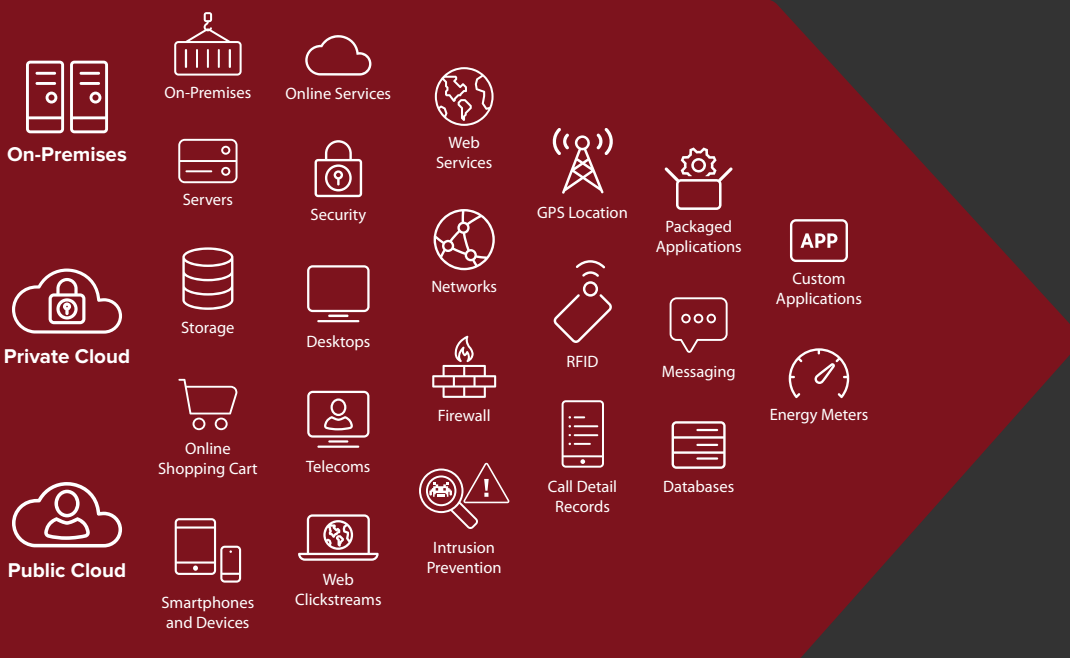 On-Premises
Private Cloud
Public Cloud
On-Premises
Servers
Storage
Online
Shopping Cart
Smartphones
and Devices
Online Services
Security
Desktops
Telecoms
Web
Clickstreams
Web
Services
Networks
Firewall
Intrusion
Prevention
GPS Location
RFID
Call Detail
Records
Packaged
Applications
Messaging
Databases
APP
Custom
Applications
Energy Meters